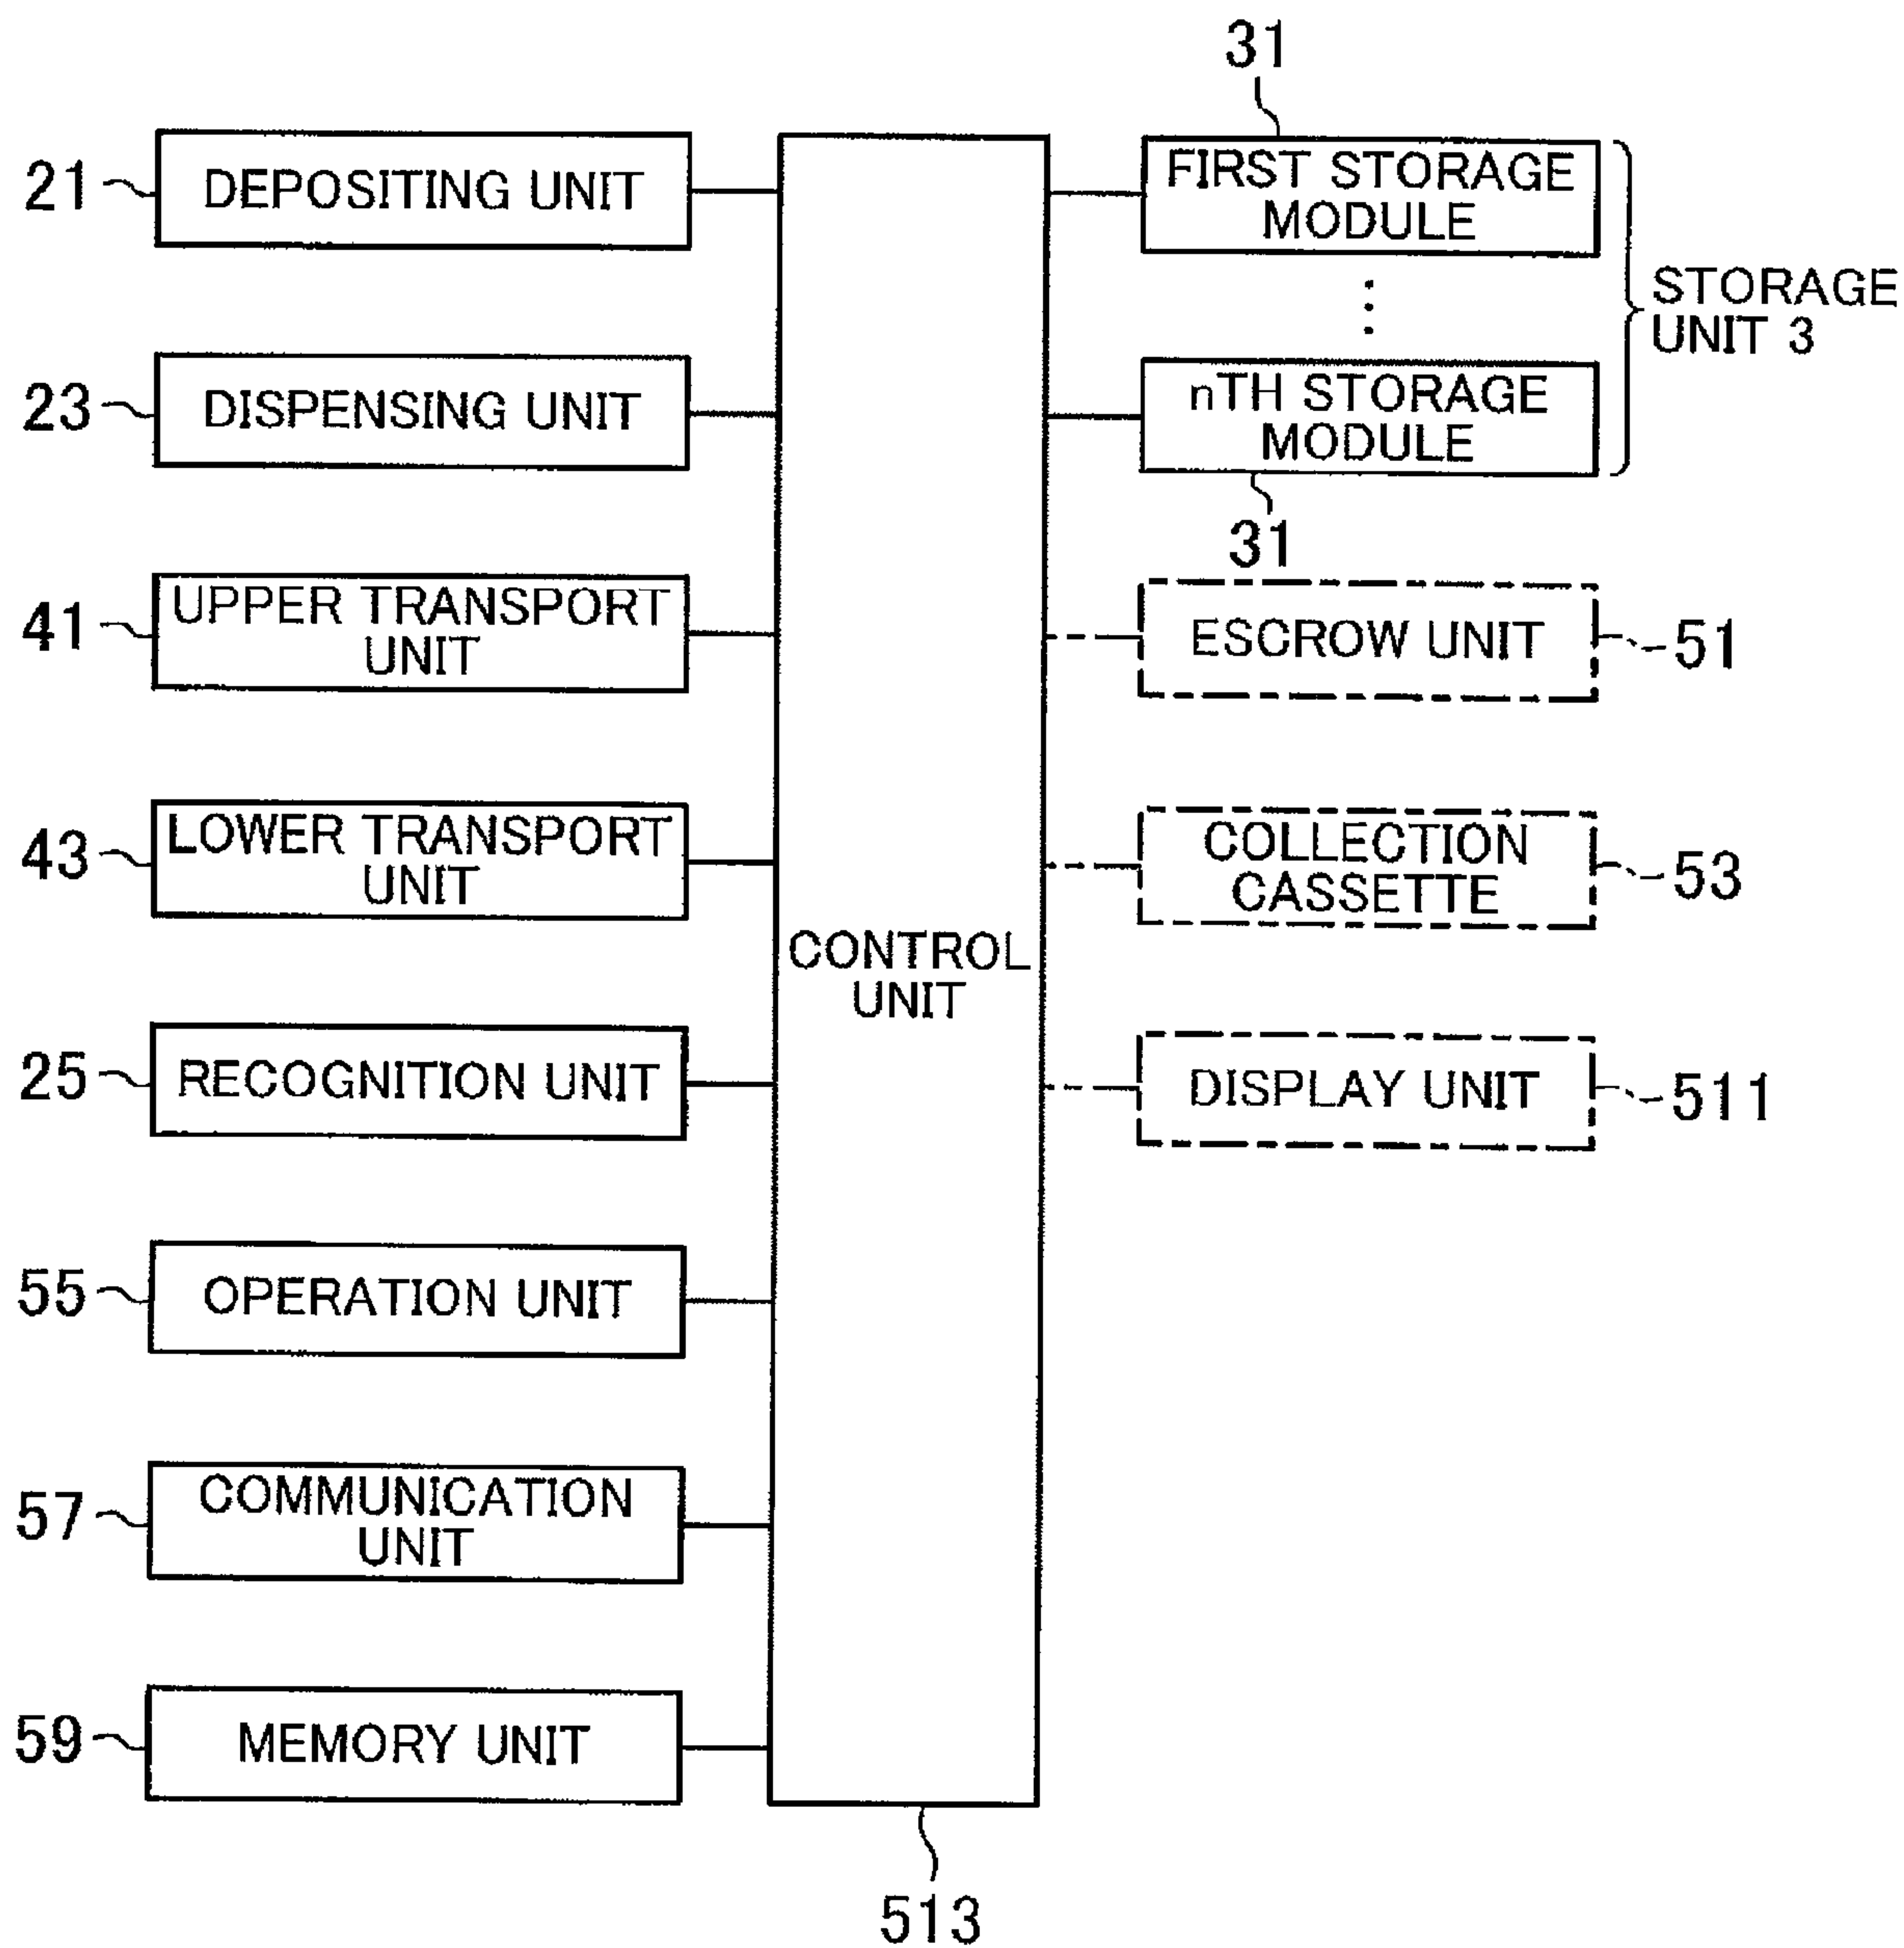 21
DEPOSITING UNIT
23
DISPENSING UNIT
41
UPPER TRANSPORT
UNIT
43
LOWER TRANSPORT
UNIT
25
RECOGNITION UNIT
55
OPERATION UNIT
57
COMMUNICATION
UNIT
59
MEMORY UNIT
CONTROL
UNIT
513
31
FIRST STORAGE
MODULE
nTH STORAGE
MODULE
31
STORAGE
UNIT 3
ESCROW UNIT
51
COLLECTION
CASSETTE
53
DISPLAY UNIT
511